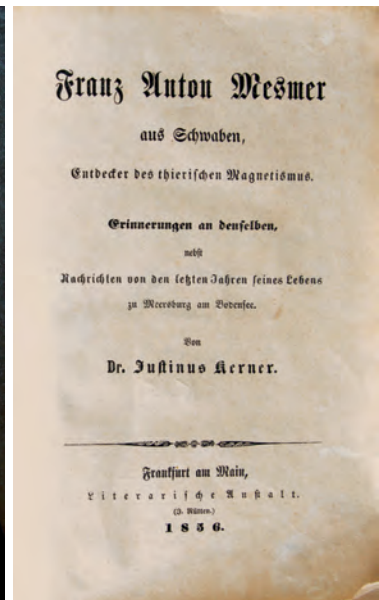 Franz Anton Mesmer
aus Schwaben,
Entdecker des thierischen Magnetismus.
Erinnerungen an denselben,
nebst
Nachrichten von den letzten Jahren seines Lebens
zu Meersburg am Bodensee.
Von
Dr. Justinus Kerner.
Frankfurt am Main,
Literarische Anstalt.
(J. Rütten.)
1856.